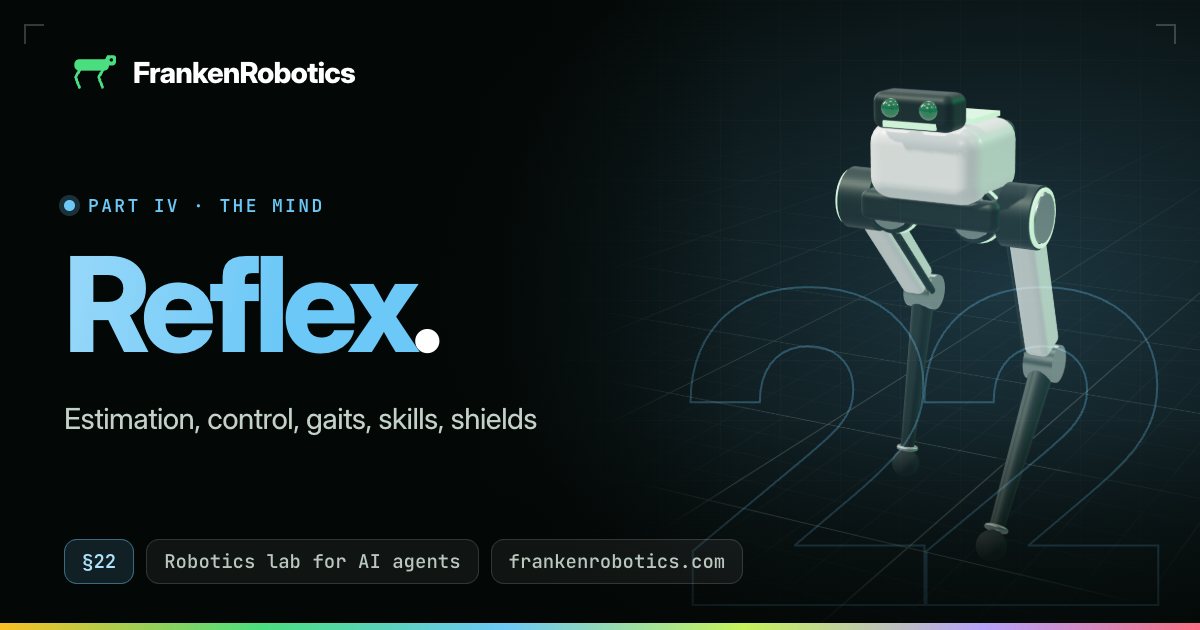 FrankenRobotics
PART IV · THE MIND
Reflex.
Estimation, control, gaits, skills, shields
22
§22
Robotics lab for AI agents
frankenrobotics.com